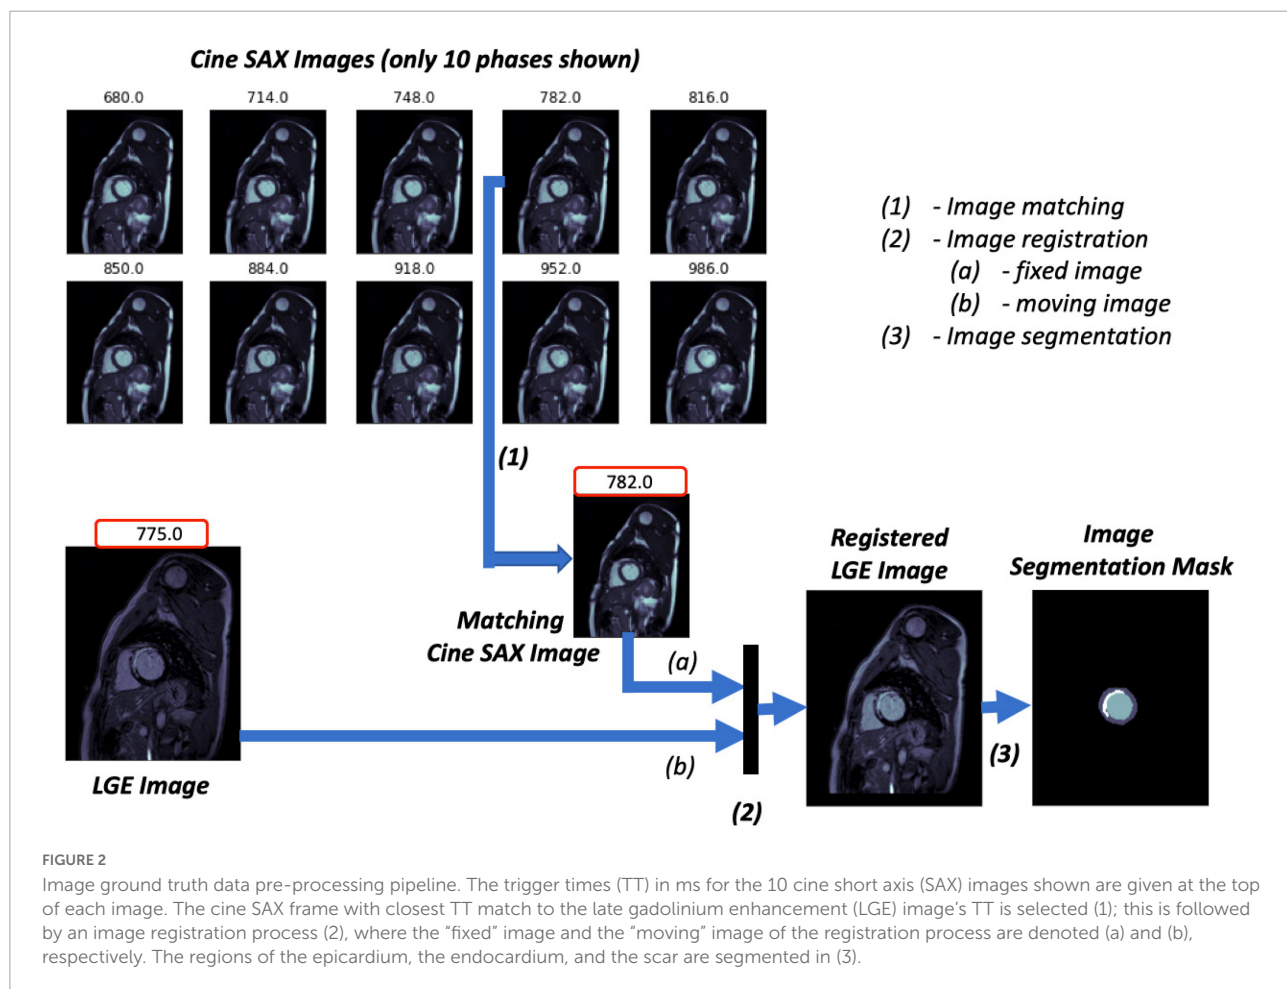 Cine SAX Images (only 10 phases shown)
680.0 714.0 748.0 782.0 816.0
850.0 884.0 918.0 952.0 986.0
(1) - Image matching
(2) - Image registration
(a) - fixed image
(b) - moving image
(3) - Image segmentation
(1)
782.0
775.0
Matching
Cine SAX Image
Registered
LGE Image
Image
Segmentation Mask
(a)
(b)
(2)
(3)
LGE Image
FIGURE 2
Image ground truth data pre-processing pipeline. The trigger times (TT) in ms for the 10 cine short axis (SAX) images shown are given at the top
of each image. The cine SAX frame with closest TT match to the late gadolinium enhancement (LGE) image’s TT is selected (1); this is followed
by an image registration process (2), where the “fixed” image and the “moving” image of the registration process are denoted (a) and (b),
respectively. The regions of the epicardium, the endocardium, and the scar are segmented in (3).